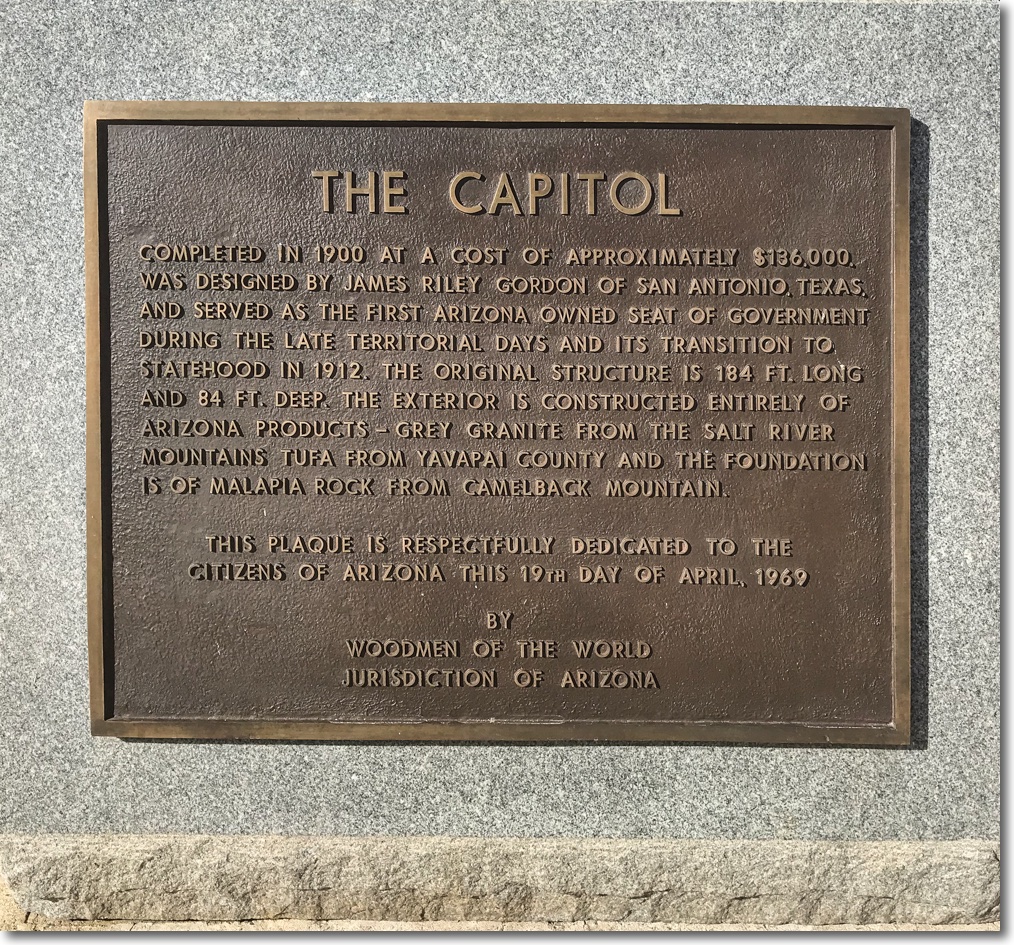 THE CAPITOL
COMPLETED IN 1900 AT A COST OF APPROXIMATELY $136,000.
WAS DESIGNED BY JAMES RILEY GORDON OF SAN ANTONIO, TEXAS,
AND SERVED AS THE FIRST ARIZONA OWNED SEAT OF GOVERNMENT
DURING THE LATE TERRITORIAL DAYS AND ITS TRANSITION TO
STATEHOOD IN 1912. THE ORIGINAL STRUCTURE IS 184 FT. LONG
AND 84 FT. DEEP. THE EXTERIOR IS CONSTRUCTED ENTIRELY OF
ARIZONA PRODUCTS – GREY GRANITE FROM THE SALT RIVER
MOUNTAINS TUFA FROM YAVAPAI COUNTY AND THE FOUNDATION
IS OF MALAPIA ROCK FROM CAMELBACK MOUNTAIN.
THIS PLAQUE IS RESPECTFULLY DEDICATED TO THE
CITIZENS OF ARIZONA THIS 19TH DAY OF APRIL, 1969
BY
WOODMEN OF THE WORLD
JURISDICTION OF ARIZONA